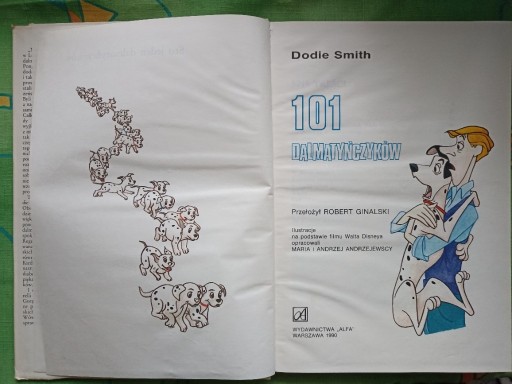 Dodie Smith
101
DALMATYŃCZYKÓW
Przełożył ROBERT GINALSKI
Ilustracje
na podstawie filmu Walta Disneya
opracowali
MARIA I ANDRZEJ ANDRZEJEWSCY
WYDAWNICTWA „ALFA”
WARSZAWA 1990